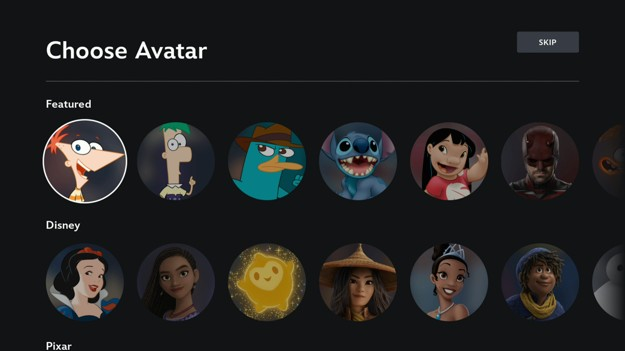 Choose Avatar
SKIP
Featured
Disney
Pixar